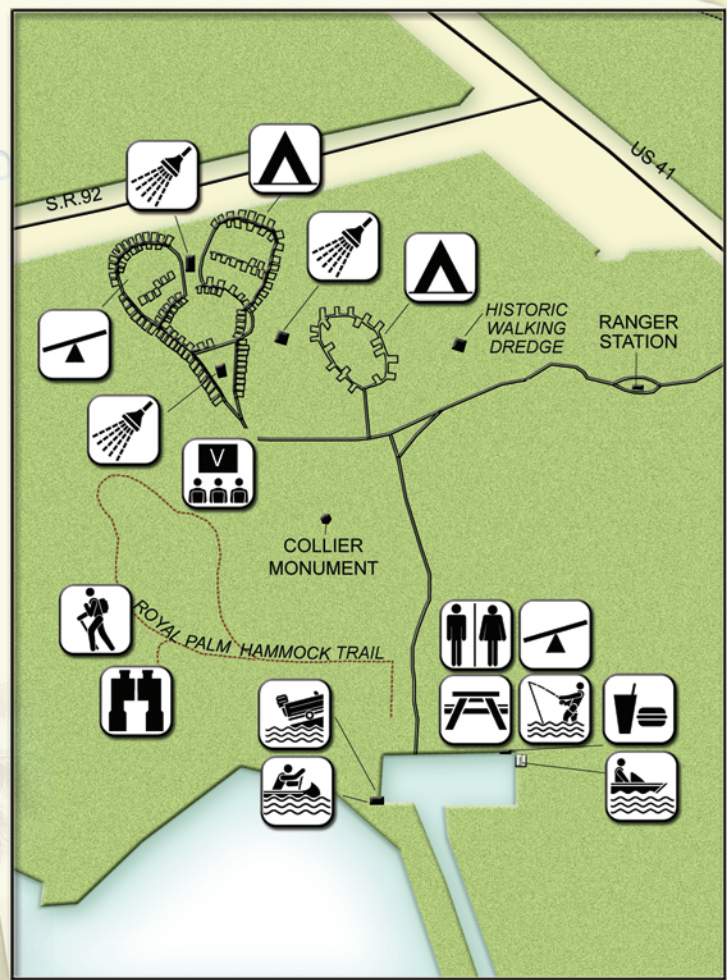 S.R.92
US 41
HISTORIC
WALKING
DREDGE
RANGER
STATION
V
COLLIER
MONUMENT
ROYAL PALM HAMMOCK TRAIL